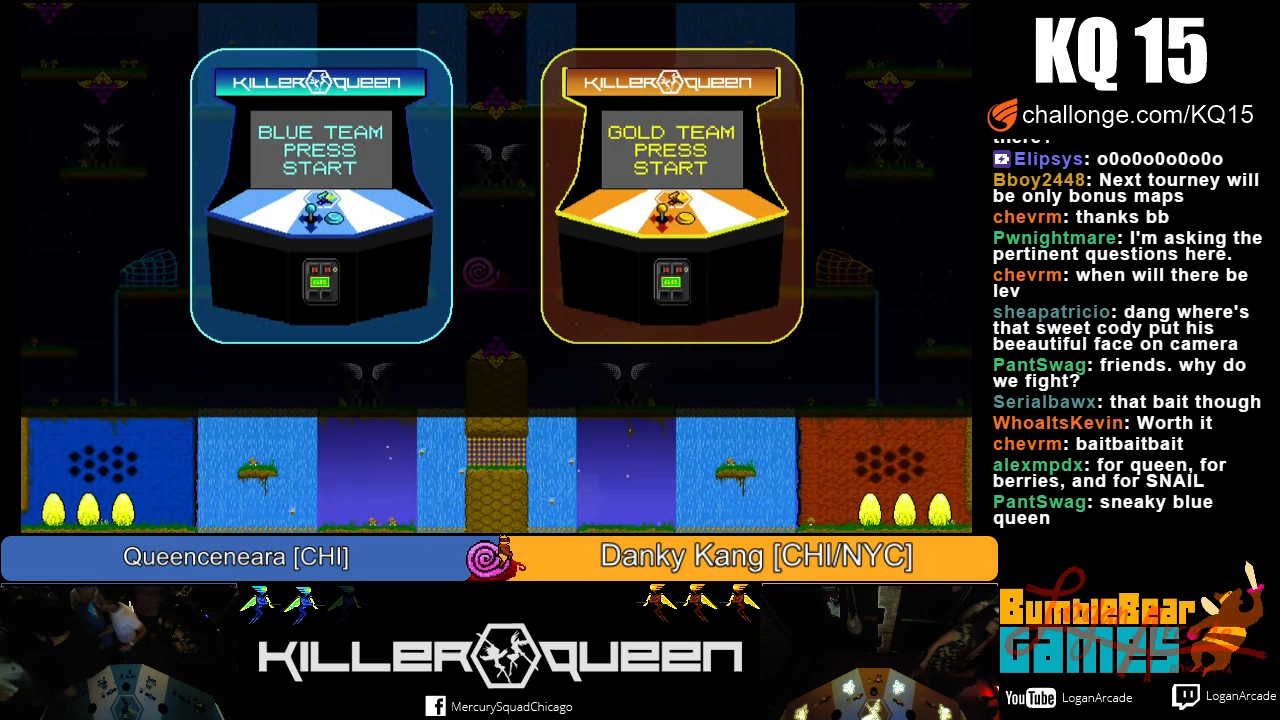 KILLER QUEEN
BLUE TEAM
PRESS
START
KILLER QUEEN
GOLD TEAM
PRESS
START
KQ 15
challonge.com/KQ15
there?
Elipsys: o0o0o0o0o0o
Bboy2448: Next tourney will
be only bonus maps
chevrm: thanks bb
Pwnightmare: I'm asking the
pertinent questions here.
chevrm: when will there be
lev
sheapatricio: dang where's
that sweet cody put his
beeautiful face on camera
PantSwag: friends. why do
we fight?
Serialbawx: that bait though
WhoaItsKevin: Worth it
chevrm: baitbaitbait
alexmpdx: for queen, for
berries, and for SNAIL
PantSwag: sneaky blue
queen
Queenceneara [CHI]
Danky Kang [CHI/NYC]
KILLER QUEEN
MercurySquadChicago
BumbleBear
Games
YouTube LoganArcade
LoganArcade